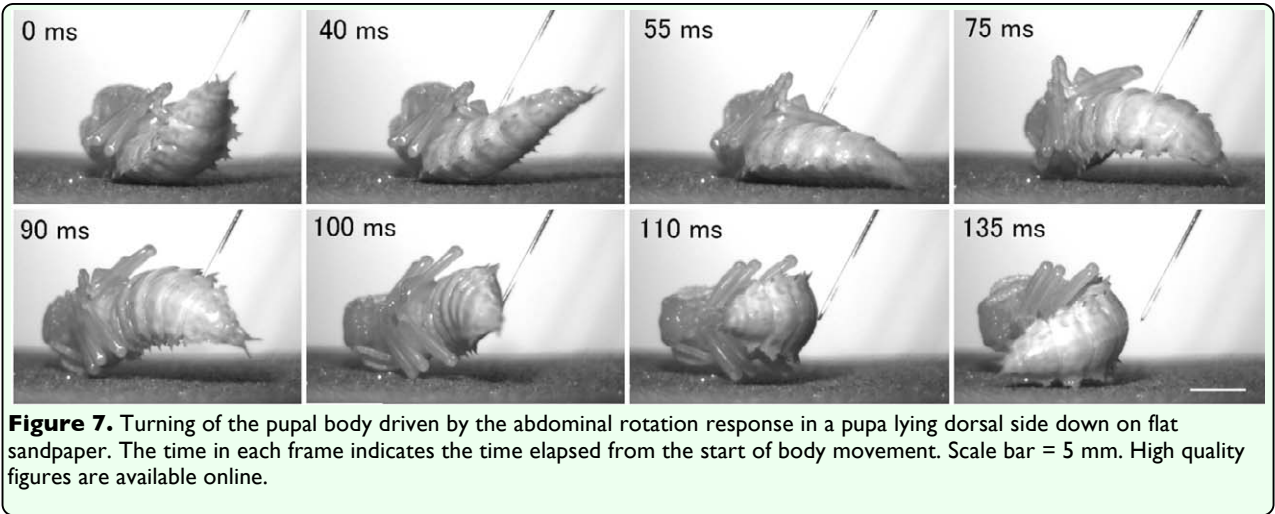 0 ms
40 ms
55 ms
75 ms
90 ms
100 ms
110 ms
135 ms
Figure 7. Turning of the pupal body driven by the abdominal rotation response in a pupa lying dorsal side down on flat
sandpaper. The time in each frame indicates the time elapsed from the start of body movement. Scale bar = 5 mm. High quality
figures are available online.